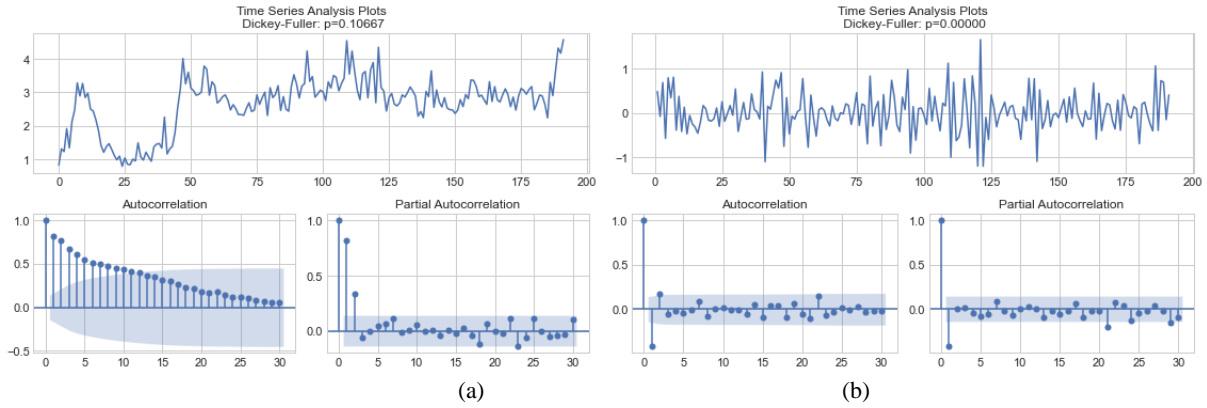 Time Series Analysis Plots
Dickey-Fuller: p=0.10667
4
3
2
1
0 25 50 75 100 125 150 175 200
Autocorrelation
1.0
0.5
0.0
−0.5
0 5 10 15 20 25 30
Partial Autocorrelation
1.0
0.5
0.0
0 5 10 15 20 25 30
(a)
Time Series Analysis Plots
Dickey-Fuller: p=0.00000
1
0
−1
0 25 50 75 100 125 150 175 200
Autocorrelation
1.0
0.5
0.0
0 5 10 15 20 25 30
Partial Autocorrelation
1.0
0.5
0.0
0 5 10 15 20 25 30
(b)